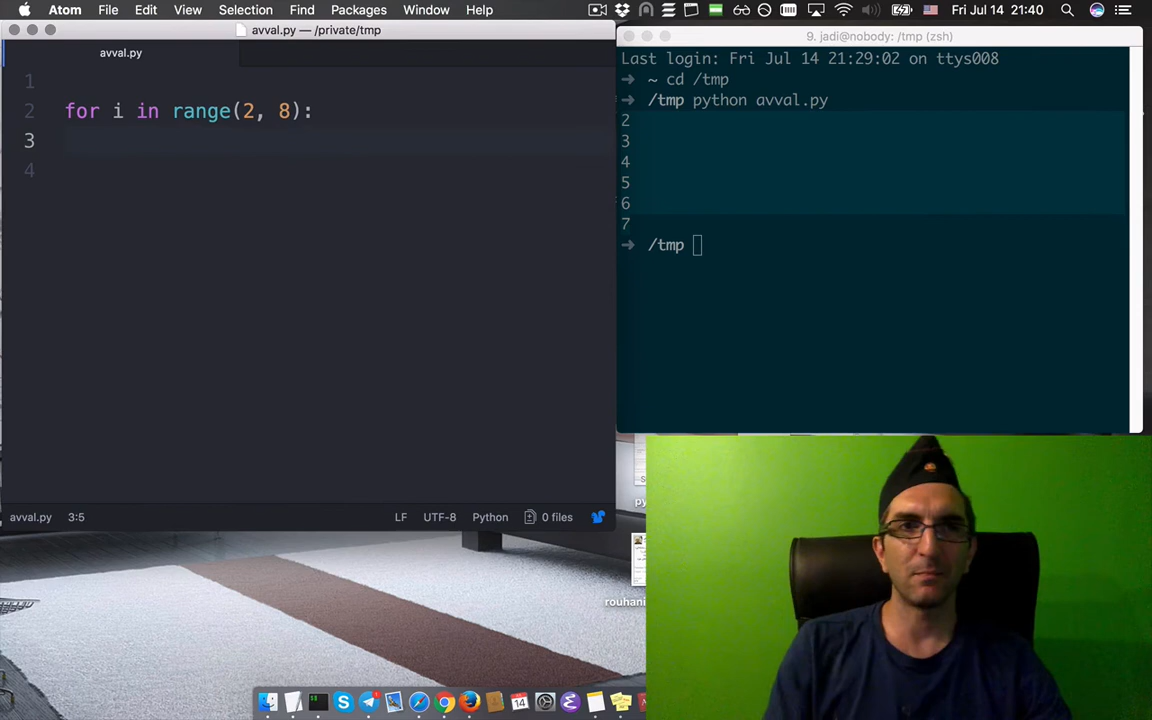 Atom File Edit View Selection Find Packages Window Help
Fri Jul 14 21:40
avval.py — /private/tmp
avval.py
1
2 for i in range(2, 8):
3
4
avval.py 3:5
LF UTF-8 Python 0 files
9. jadi@nobody: /tmp (zsh)
Last login: Fri Jul 14 21:29:02 on ttys008
➜ ~ cd /tmp
➜ /tmp python avval.py
2
3
4
5
6
7
➜ /tmp
py
rouhani
14